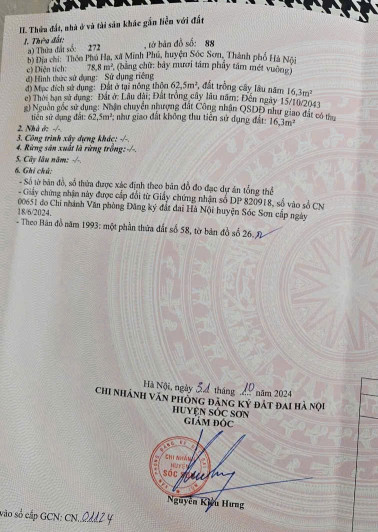 II. Thửa đất, nhà ở và tài sản khác gắn liền với đất
1. Thửa đất:
a) Thửa đất số: 272 , tờ bản đồ số: 88
b) Địa chỉ: Thôn Phú Hạ, xã Minh Phú, huyện Sóc Sơn, Thành phố Hà Nội
c) Diện tích: 78,8 m², (bằng chữ: bảy mươi tám phẩy tám mét vuông)
d) Hình thức sử dụng: Sử dụng riêng
đ) Mục đích sử dụng: Đất ở tại nông thôn 62,5m², đất trồng cây lâu năm 16,3m²
e) Thời hạn sử dụng: Đất ở: Lâu dài; Đất trồng cây lâu năm: Đến ngày 15/10/2043
g) Nguồn gốc sử dụng: Nhận chuyển nhượng đất Công nhận QSDĐ như giao đất có thu
tiền sử dụng đất: 62,5m²; như giao đất không thu tiền sử dụng đất: 16,3m²
2. Nhà ở: -/-.
3. Công trình xây dựng khác: -/-.
4. Rừng sản xuất là rừng trồng: -/-.
5. Cây lâu năm: -/-.
6. Ghi chú:
- Số tờ bản đồ, số thửa được xác định theo bản đồ đo đạc dự án tổng thể
- Giấy chứng nhận này được cấp đổi từ Giấy chứng nhận số DP 820918, số vào sổ CN
00651 do Chi nhánh Văn phòng Đăng ký đất đai Hà Nội huyện Sóc Sơn cấp ngày
18/6/2024.
- Theo Bản đồ năm 1993: một phần thửa đất số 58, tờ bản đồ số 26.
Hà Nội, ngày 31 tháng 10 năm 2024
CHI NHÁNH VĂN PHÒNG ĐĂNG KÝ ĐẤT ĐAI HÀ NỘI
HUYỆN SÓC SƠN
GIÁM ĐỐC
CHI NHÁNH
HUYỆN
SÓC
Nguyễn Kiều Hưng
vào sổ cấp GCN: CN. 01124